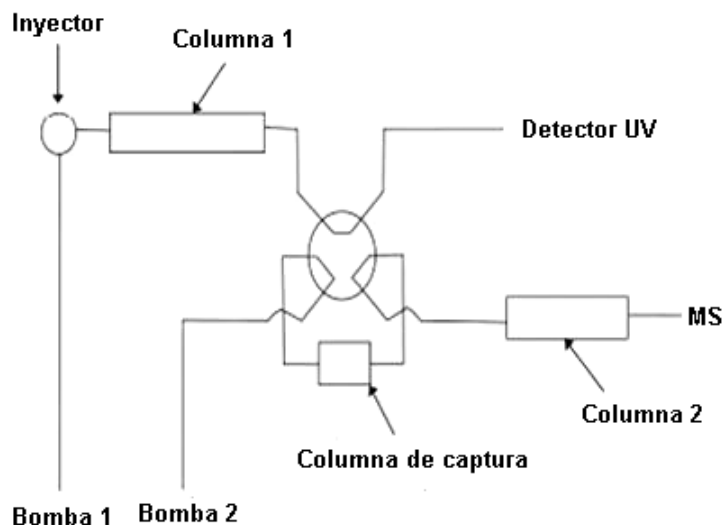 Inyector
Columna 1
Detector UV
MS
Columna 2
Columna de captura
Bomba 1
Bomba 2